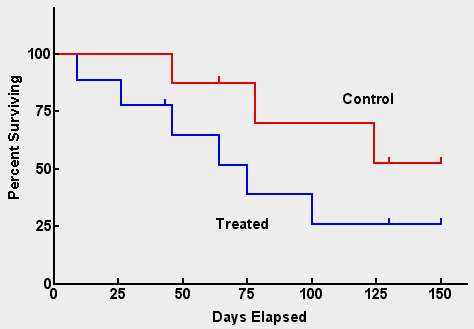 Percent Surviving
100
75
50
25
0
Control
Treated
0 25 50 75 100 125 150
Days Elapsed